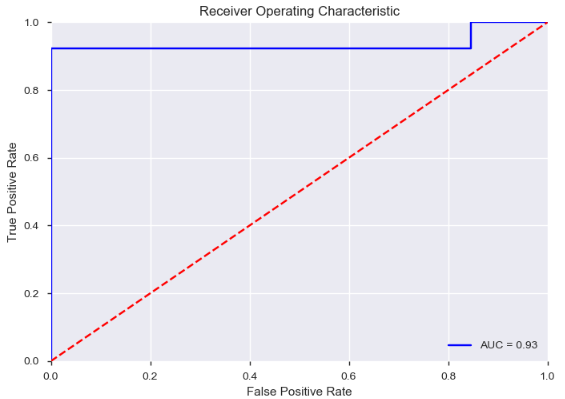 Receiver Operating Characteristic
1.0
0.8
0.6
0.4
0.2
0.0
True Positive Rate
AUC = 0.93
0.0 0.2 0.4 0.6 0.8 1.0
False Positive Rate